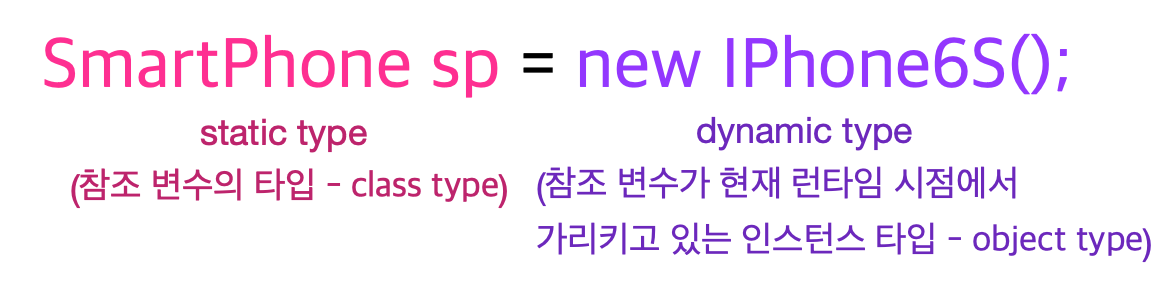 SmartPhone sp = new IPhone6S();
static type
dynamic type
(참조 변수의 타입 - class type)
(참조 변수가 현재 런타임 시점에서
가리키고 있는 인스턴스 타입 - object type)